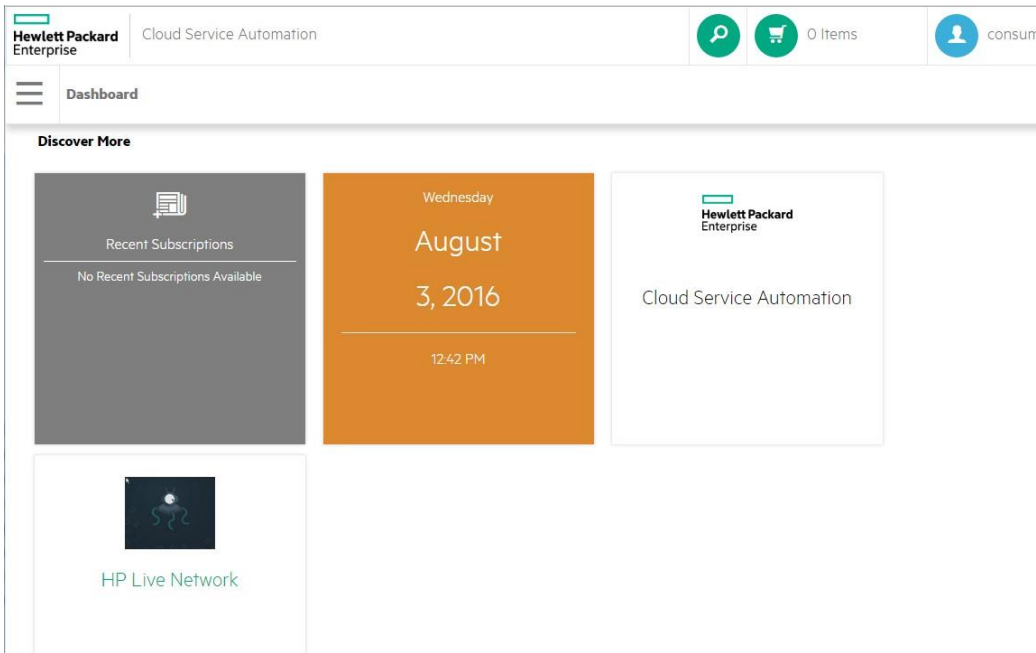 Hewlett Packard
Enterprise
Cloud Service Automation
0 Items
Dashboard
Discover More
Recent Subscriptions
No Recent Subscriptions Available
Wednesday
August
3, 2016
12:42 PM
Hewlett Packard
Enterprise
Cloud Service Automation
HP Live Network